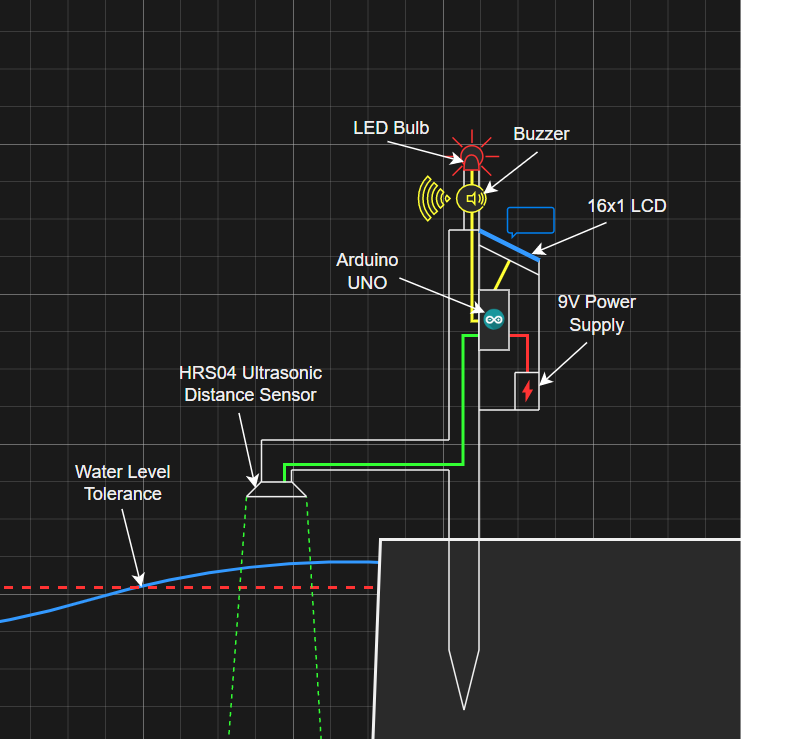 LED Bulb
Buzzer
16x1 LCD
Arduino
UNO
9V Power
Supply
HRS04 Ultrasonic
Distance Sensor
Water Level
Tolerance